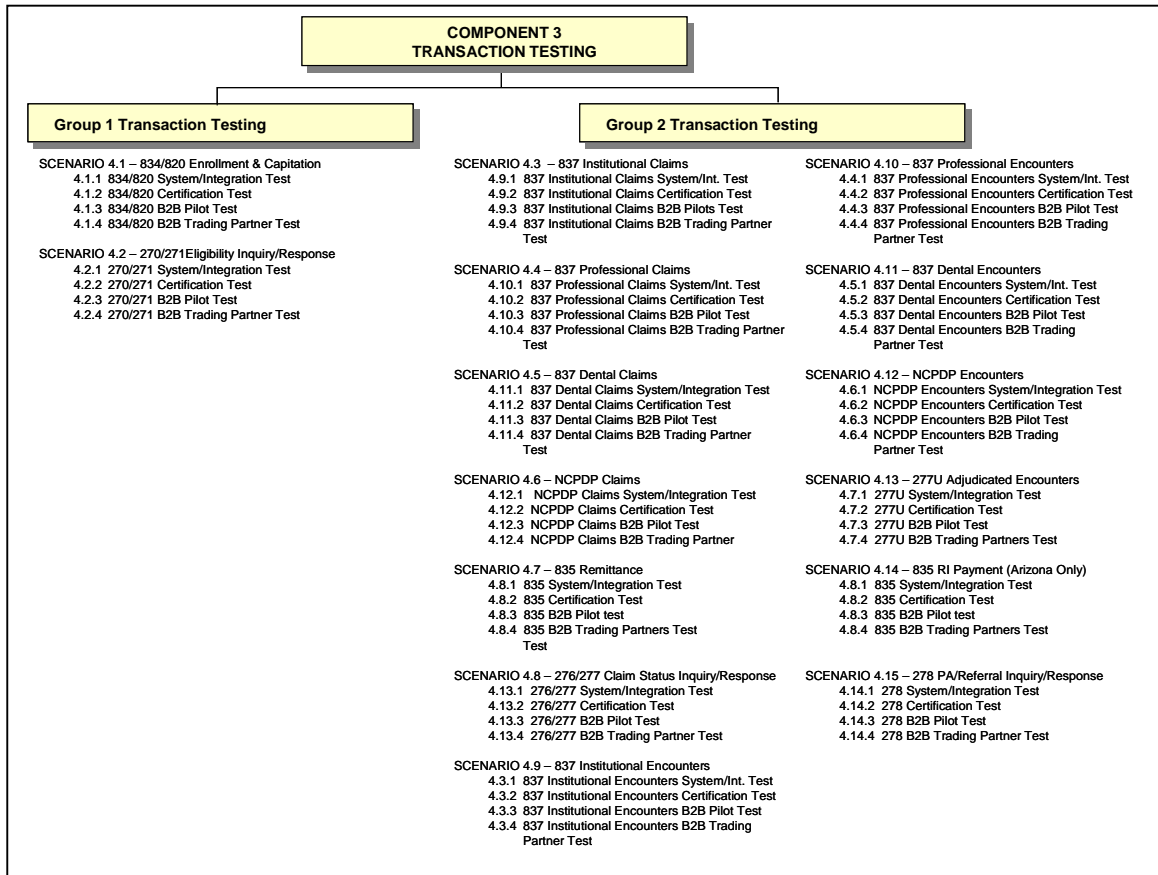 COMPONENT 3
TRANSACTION TESTING
Group 1 Transaction Testing
SCENARIO 4.1 – 834/820 Enrollment & Capitation
4.1.1 834/820 System/Integration Test
4.1.2 834/820 Certification Test
4.1.3 834/820 B2B Pilot Test
4.1.4 834/820 B2B Trading Partner Test
SCENARIO 4.2 – 270/271Eligibility Inquiry/Response
4.2.1 270/271 System/Integration Test
4.2.2 270/271 Certification Test
4.2.3 270/271 B2B Pilot Test
4.2.4 270/271 B2B Trading Partner Test
Group 2 Transaction Testing
SCENARIO 4.3 – 837 Institutional Claims
4.9.1 837 Institutional Claims System/Int. Test
4.9.2 837 Institutional Claims Certification Test
4.9.3 837 Institutional Claims B2B Pilots Test
4.9.4 837 Institutional Claims B2B Trading Partner
Test
SCENARIO 4.4 – 837 Professional Claims
4.10.1 837 Professional Claims System/Int. Test
4.10.2 837 Professional Claims Certification Test
4.10.3 837 Professional Claims B2B Pilot Test
4.10.4 837 Professional Claims B2B Trading Partner
Test
SCENARIO 4.5 – 837 Dental Claims
4.11.1 837 Dental Claims System/Integration Test
4.11.2 837 Dental Claims Certification Test
4.11.3 837 Dental Claims B2B Pilot Test
4.11.4 837 Dental Claims B2B Trading Partner
Test
SCENARIO 4.6 – NCPDP Claims
4.12.1 NCPDP Claims System/Integration Test
4.12.2 NCPDP Claims Certification Test
4.12.3 NCPDP Claims B2B Pilot Test
4.12.4 NCPDP Claims B2B Trading Partner
SCENARIO 4.7 – 835 Remittance
4.8.1 835 System/Integration Test
4.8.2 835 Certification Test
4.8.3 835 B2B Pilot test
4.8.4 835 B2B Trading Partners Test
Test
SCENARIO 4.8 – 276/277 Claim Status Inquiry/Response
4.13.1 276/277 System/Integration Test
4.13.2 276/277 Certification Test
4.13.3 276/277 B2B Pilot Test
4.13.4 276/277 B2B Trading Partner Test
SCENARIO 4.9 – 837 Institutional Encounters
4.3.1 837 Institutional Encounters System/Int. Test
4.3.2 837 Institutional Encounters Certification Test
4.3.3 837 Institutional Encounters B2B Pilot Test
4.3.4 837 Institutional Encounters B2B Trading
Partner Test
SCENARIO 4.10 – 837 Professional Encounters
4.4.1 837 Professional Encounters System/Int. Test
4.4.2 837 Professional Encounters Certification Test
4.4.3 837 Professional Encounters B2B Pilot Test
4.4.4 837 Professional Encounters B2B Trading
Partner Test
SCENARIO 4.11 – 837 Dental Encounters
4.5.1 837 Dental Encounters System/Int. Test
4.5.2 837 Dental Encounters Certification Test
4.5.3 837 Dental Encounters B2B Pilot Test
4.5.4 837 Dental Encounters B2B Trading
Partner Test
SCENARIO 4.12 – NCPDP Encounters
4.6.1 NCPDP Encounters System/Integration Test
4.6.2 NCPDP Encounters Certification Test
4.6.3 NCPDP Encounters B2B Pilot Test
4.6.4 NCPDP Encounters B2B Trading
Partner Test
SCENARIO 4.13 – 277U Adjudicated Encounters
4.7.1 277U System/Integration Test
4.7.2 277U Certification Test
4.7.3 277U B2B Pilot Test
4.7.4 277U B2B Trading Partners Test
SCENARIO 4.14 – 835 RI Payment (Arizona Only)
4.8.1 835 System/Integration Test
4.8.2 835 Certification Test
4.8.3 835 B2B Pilot test
4.8.4 835 B2B Trading Partners Test
SCENARIO 4.15 – 278 PA/Referral Inquiry/Response
4.14.1 278 System/Integration Test
4.14.2 278 Certification Test
4.14.3 278 B2B Pilot Test
4.14.4 278 B2B Trading Partner Test